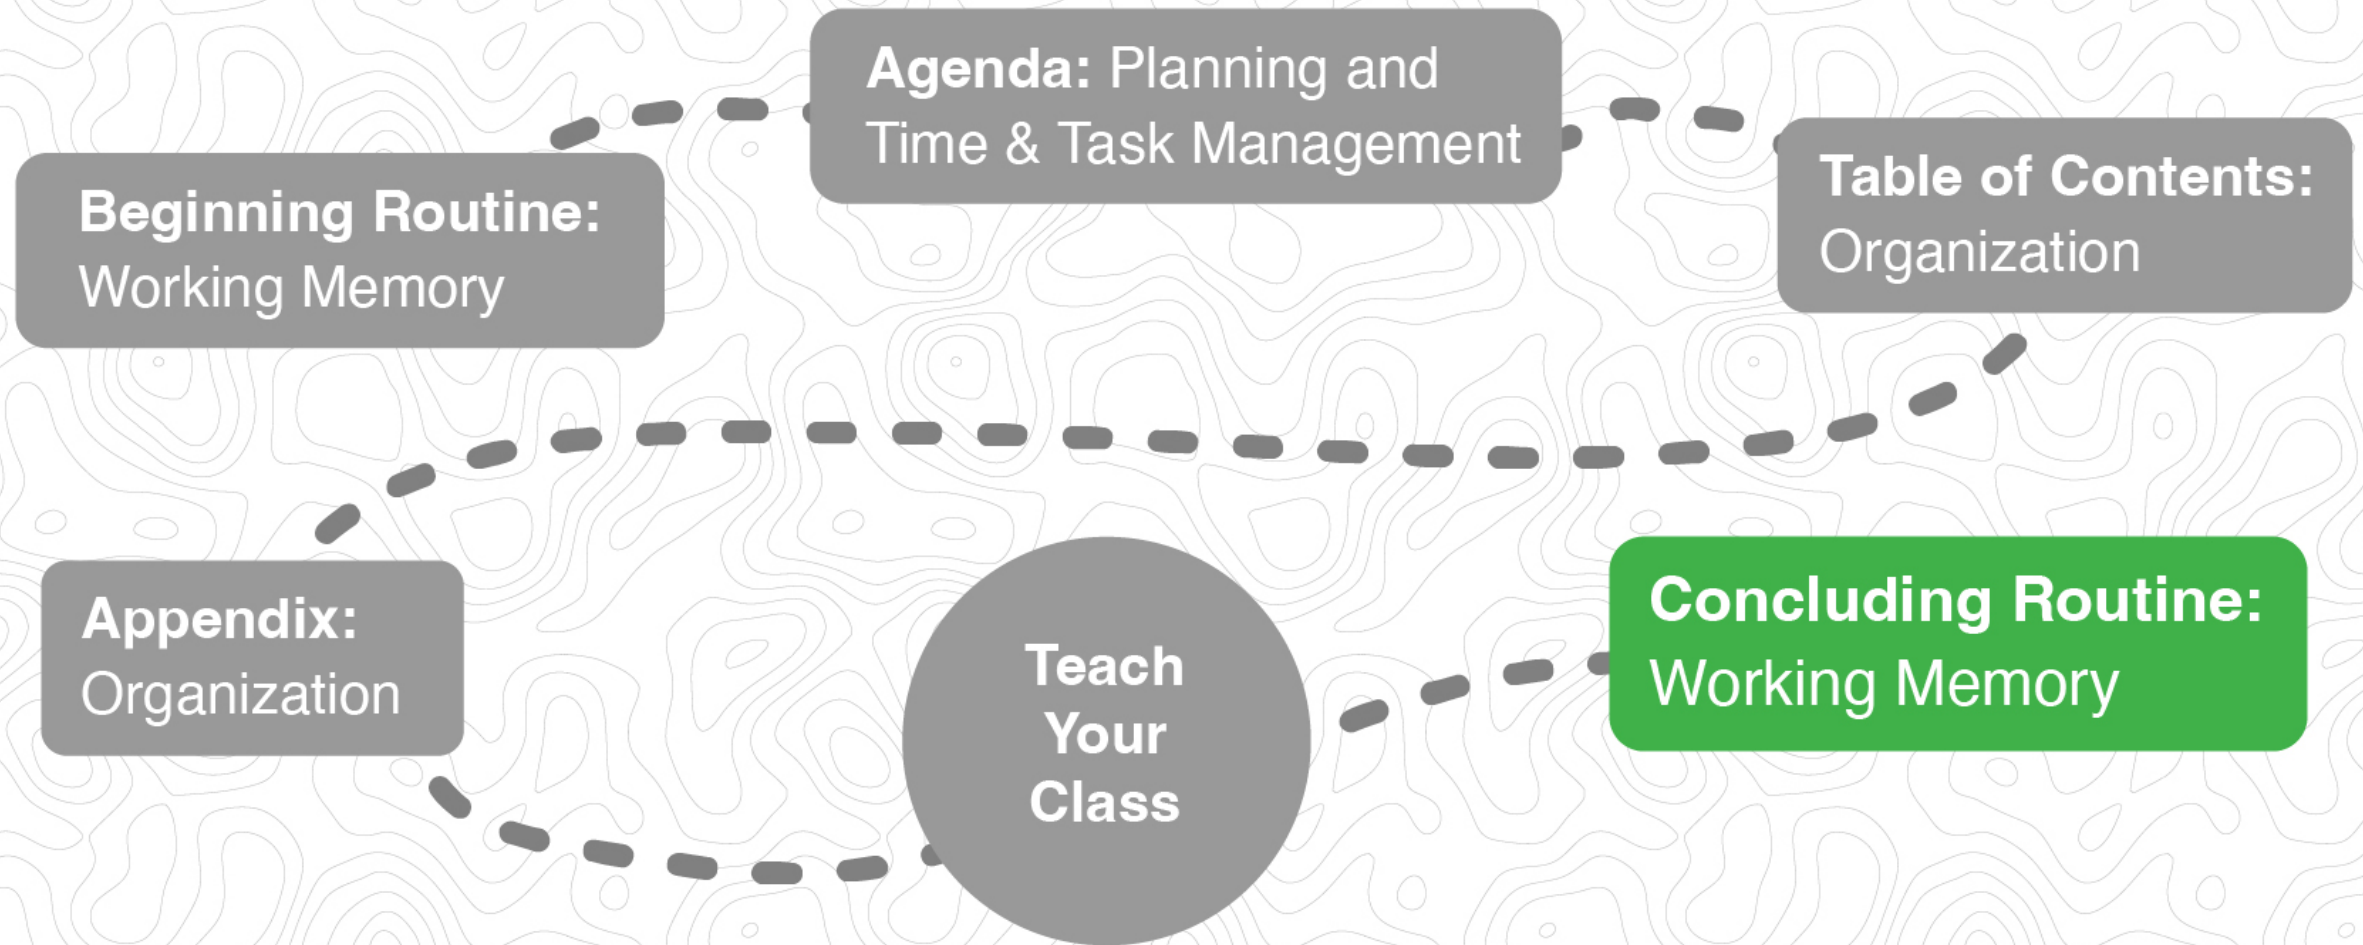 Agenda: Planning and
Time & Task Management
Beginning Routine:
Working Memory
Table of Contents:
Organization
Appendix:
Organization
Teach
Your
Class
Concluding Routine:
Working Memory